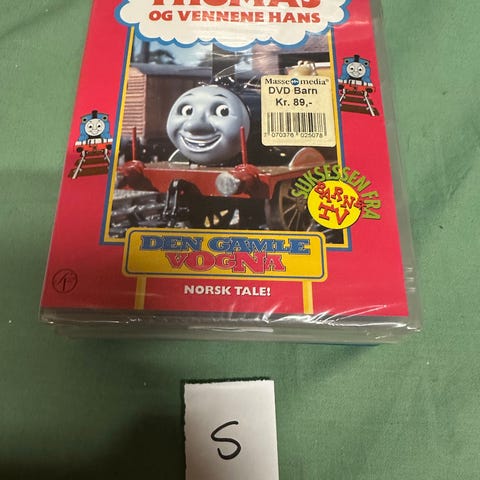 THOMAS
OG VENNENE HANS
Masse media®
DVD Barn
Kr. 89,-
7 070376 025078
SUKSESSEN FRA
BARNE
TV
DEN GAMLE
VOGNA
NORSK TALE!
S